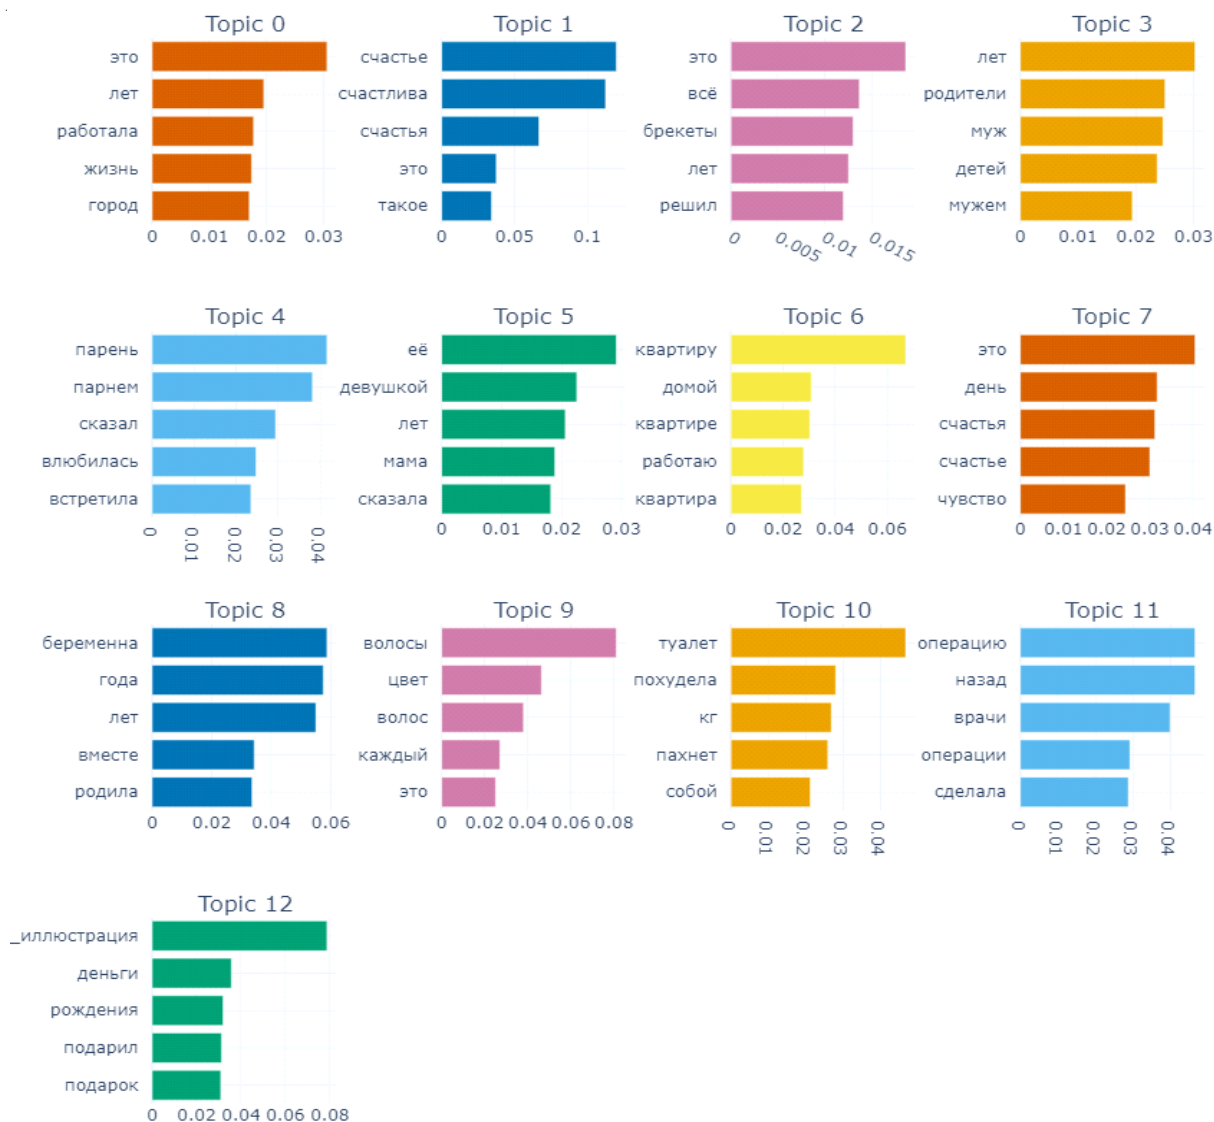 Topic 0
это
лет
работала
жизнь
город
0 0.01 0.02 0.03
Topic 1
счастье
счастлива
счастья
это
такое
0 0.05 0.1
Topic 2
это
всё
брекеты
лет
решил
0 0.005 0.01 0.015
Topic 3
лет
родители
муж
детей
мужем
0 0.01 0.02 0.03
Topic 4
парень
парнем
сказал
влюбилась
встретила
0 0.01 0.02 0.03 0.04
Topic 5
её
девушкой
лет
мама
сказала
0 0.01 0.02 0.03
Topic 6
квартиру
домой
квартире
работаю
квартира
0 0.02 0.04 0.06
Topic 7
это
день
счастья
счастье
чувство
0 0.01 0.02 0.03 0.04
Topic 8
беременна
года
лет
вместе
родила
0 0.02 0.04 0.06
Topic 9
волосы
цвет
волос
каждый
это
0 0.02 0.04 0.06 0.08
Topic 10
туалет
похудела
кг
пахнет
собой
0 0.01 0.02 0.03 0.04
Topic 11
операцию
назад
врачи
операции
сделала
0 0.01 0.02 0.03 0.04
Topic 12
_иллюстрация
деньги
рождения
подарил
подарок
0 0.02 0.04 0.06 0.08